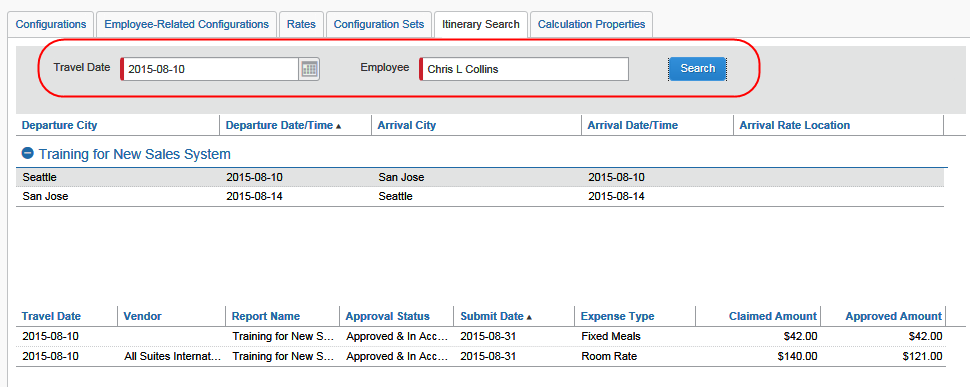 Configurations Employee-Related Configurations Rates Configuration Sets Itinerary Search Calculation Properties
Travel Date 2015-08-10 Employee Chris L Collins Search
Departure City Departure Date/Time Arrival City Arrival Date/Time Arrival Rate Location
Training for New Sales System
Seattle 2015-08-10 San Jose 2015-08-10
San Jose 2015-08-14 Seattle 2015-08-14
Travel Date Vendor Report Name Approval Status Submit Date Expense Type Claimed Amount Approved Amount
2015-08-10 Training for New S... Approved & In Acc... 2015-08-31 Fixed Meals $42.00 $42.00
2015-08-10 All Suites Internat... Training for New S... Approved & In Acc... 2015-08-31 Room Rate $140.00 $121.00